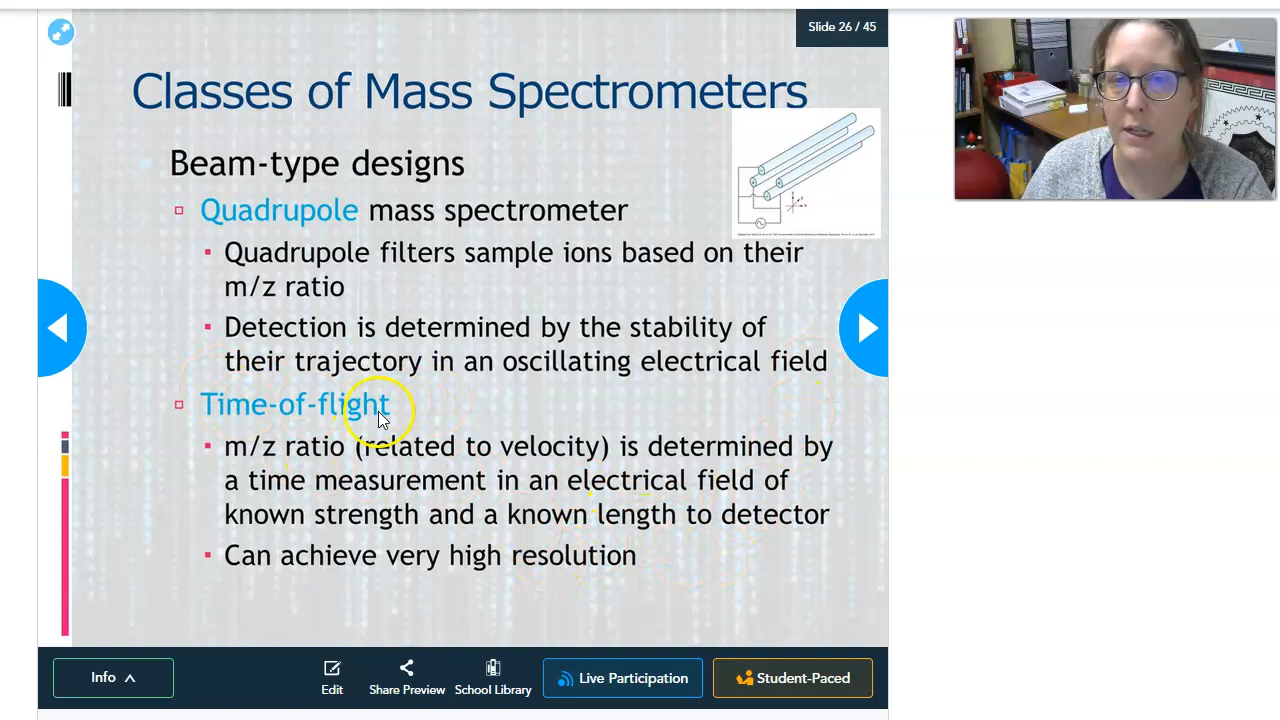 Slide 26 / 45
Classes of Mass Spectrometers
Beam-type designs
Quadrupole mass spectrometer
Quadrupole filters sample ions based on their
m/z ratio
Detection is determined by the stability of
their trajectory in an oscillating electrical field
Time-of-flight
m/z ratio (related to velocity) is determined by
a time measurement in an electrical field of
known strength and a known length to detector
Can achieve very high resolution
Info
Edit
Share Preview
School Library
Live Participation
Student-Paced